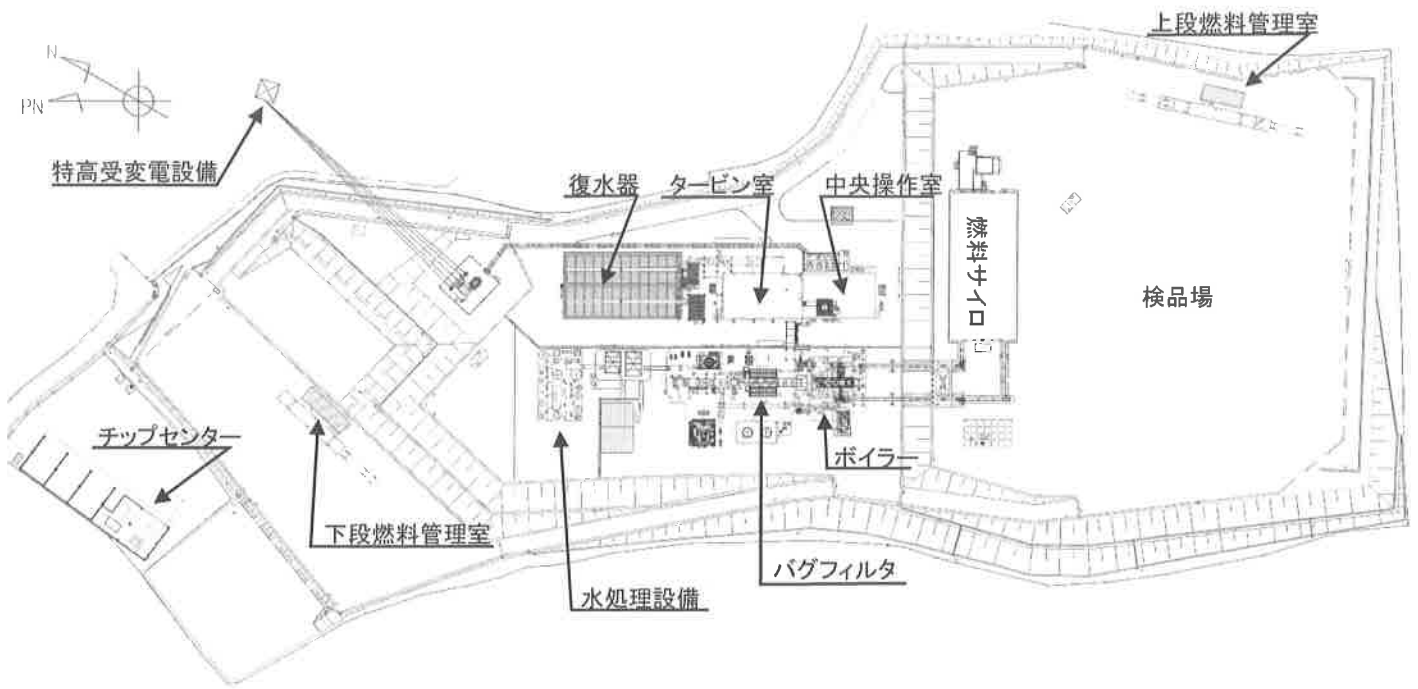 上段燃料管理室
N
PN
特高受変電設備
復水器
タービン室
中央操作室
燃料サイロ
検品場
チップセンター
ボイラー
下段燃料管理室
バグフィルタ
水処理設備